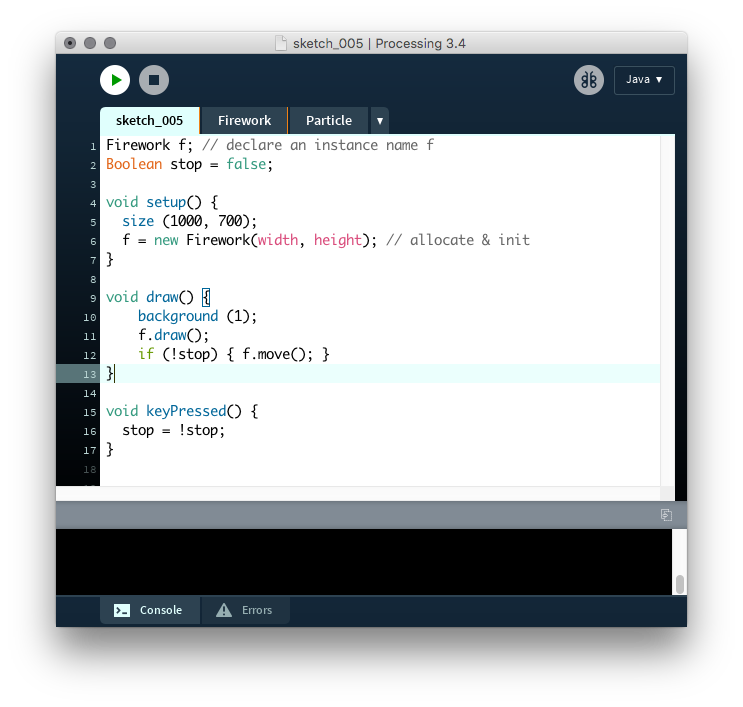 sketch_005 | Processing 3.4
Java ▼
sketch_005 Firework Particle ▼
1 Firework f; // declare an instance name f
2 Boolean stop = false;
3
4 void setup() {
5   size (1000, 700);
6   f = new Firework(width, height); // allocate & init
7 }
8
9 void draw() {
10     background (1);
11     f.draw();
12     if (!stop) { f.move(); }
13 }
14
15 void keyPressed() {
16   stop = !stop;
17 }
18
Console Errors